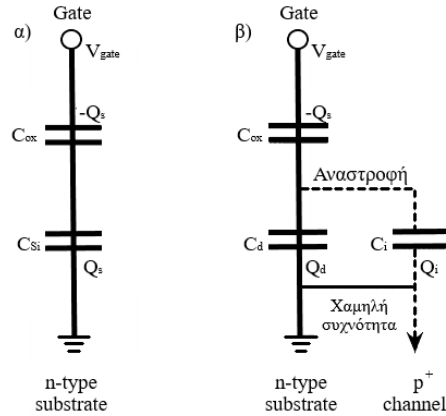 α)
Gate
V_gate
-Q_s
C_ox
C_Si
Q_s
n-type
substrate
β)
Gate
V_gate
-Q_s
C_ox
Αναστροφή
C_d
C_i
Q_d
Q_i
Χαμηλή
συχνότητα
n-type
substrate
p^+
channel